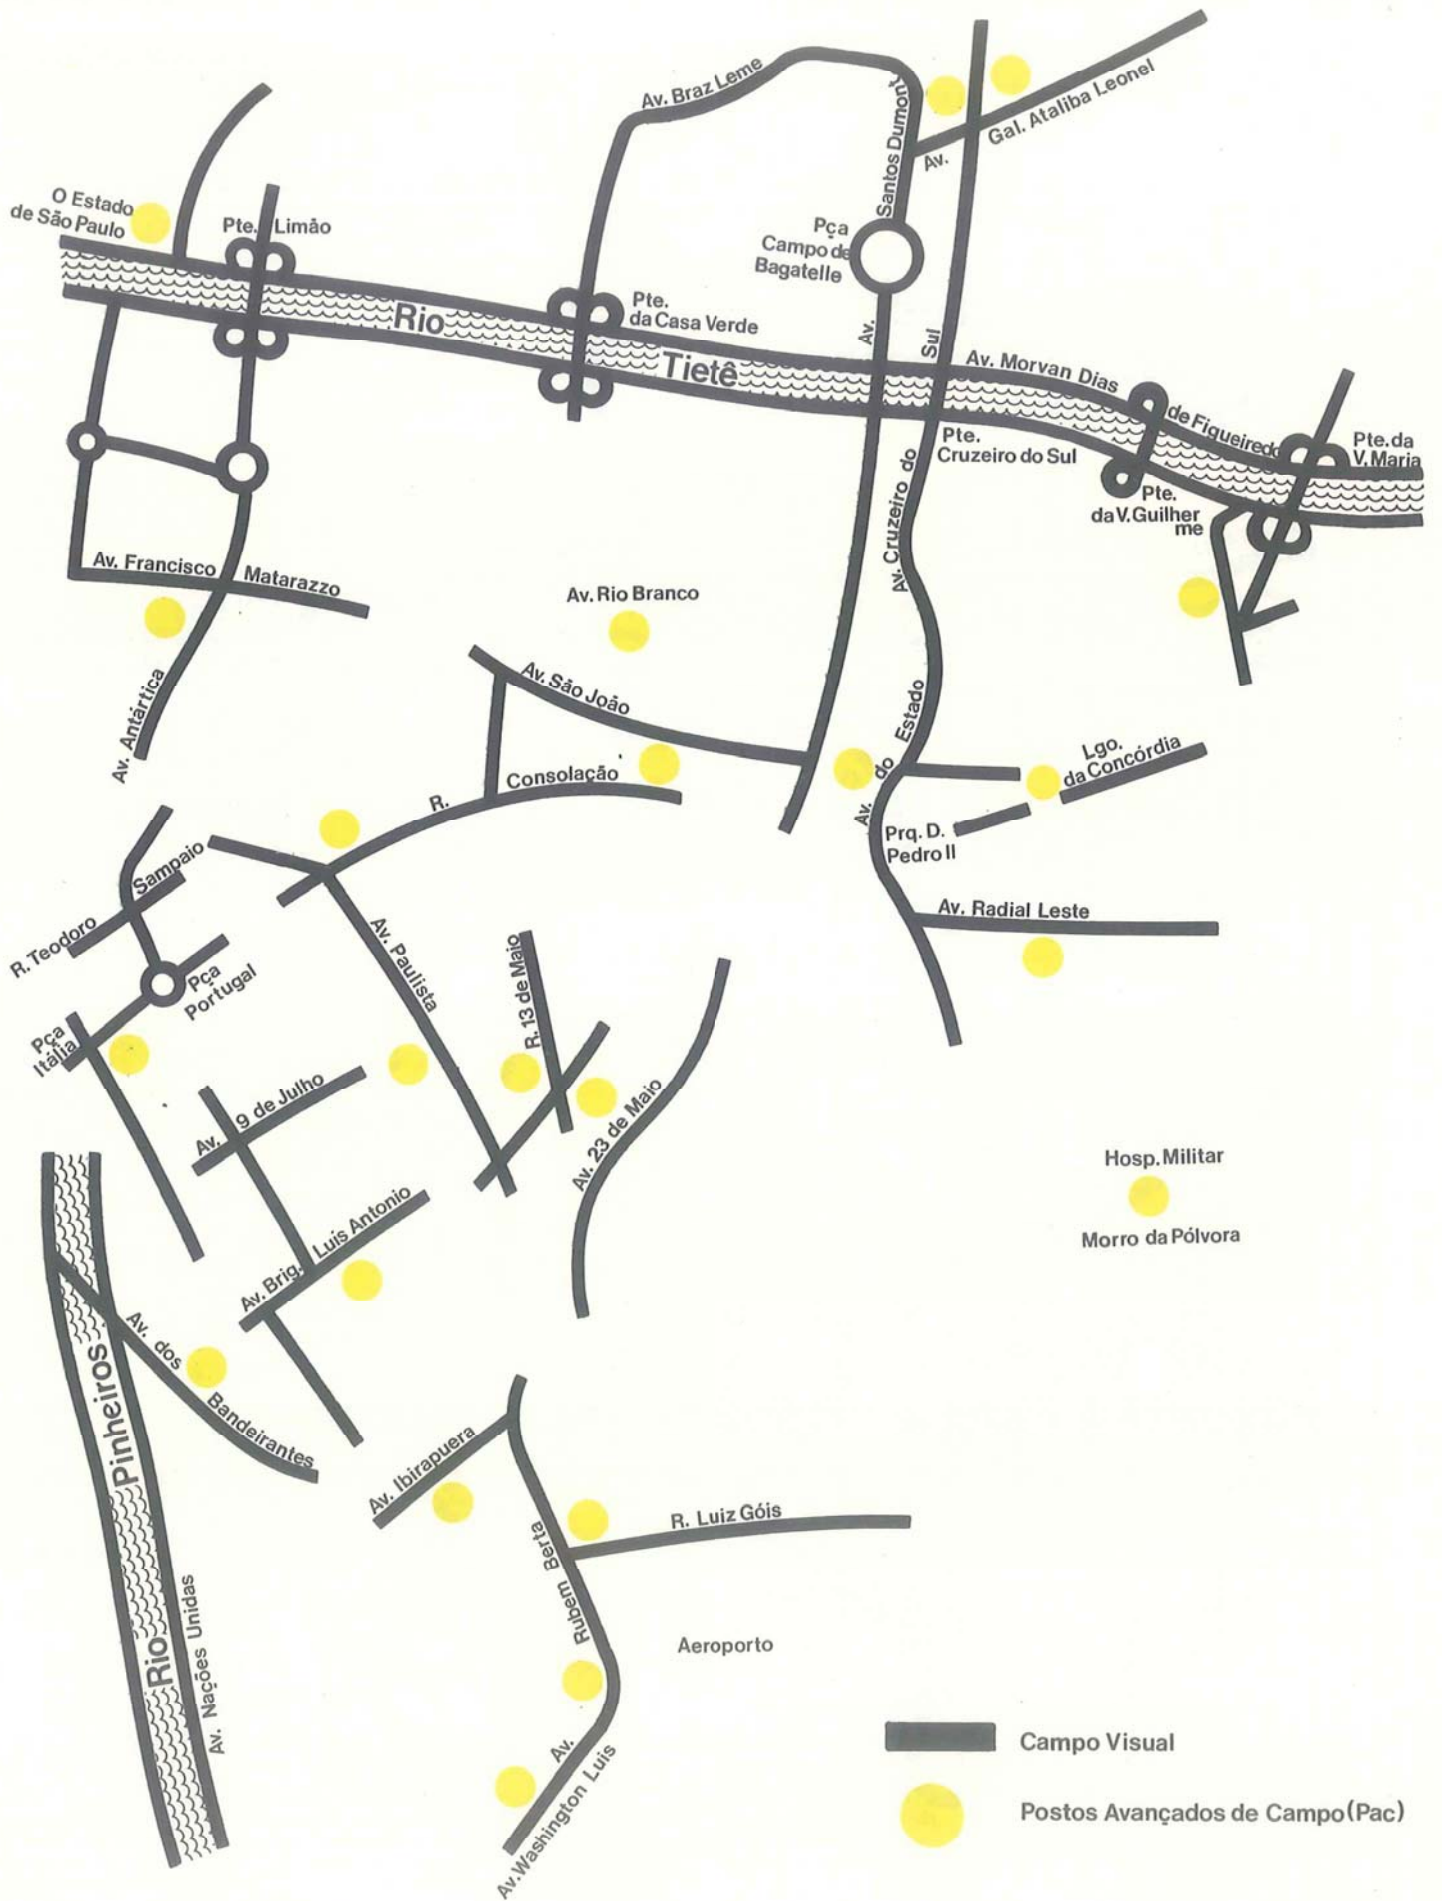 Av. Braz Leme
Santos Dumont
Av.
Gal. Ataliba Leonel
O Estado
de São Paulo
Pte. Limão
Pça
Campo de
Bagatelle
Rio
Tietê
Pte.
da Casa Verde
Av.
Sul
Av. Morvan Dias
de Figueiredo
Pte.
Cruzeiro do Sul
Pte.da
V. Maria
Pte.
da V. Guilher
me
Av. Cruzeiro do
Av. Francisco Matarazzo
Av. Antártica
Av. Rio Branco
Av. São João
R. Consolação
Av. do Estado
Lgo.
da Concórdia
Prq. D.
Pedro II
Av. Radial Leste
R. Teodoro Sampaio
Pça
Portugal
Pça
Itália
Av. Paulista
R. 13 de Maio
Av. 23 de Maio
Av. 9 de Julho
Av. Brig. Luís Antonio
Hosp. Militar
Morro da Pólvora
Av. dos Bandeirantes
Rio Pinheiros
Av. Nações Unidas
Av. Ibirapuera
R. Luiz Góis
Av. Rubem Berta
Aeroporto
Av. Washington Luis
Campo Visual
Postos Avançados de Campo (Pac)